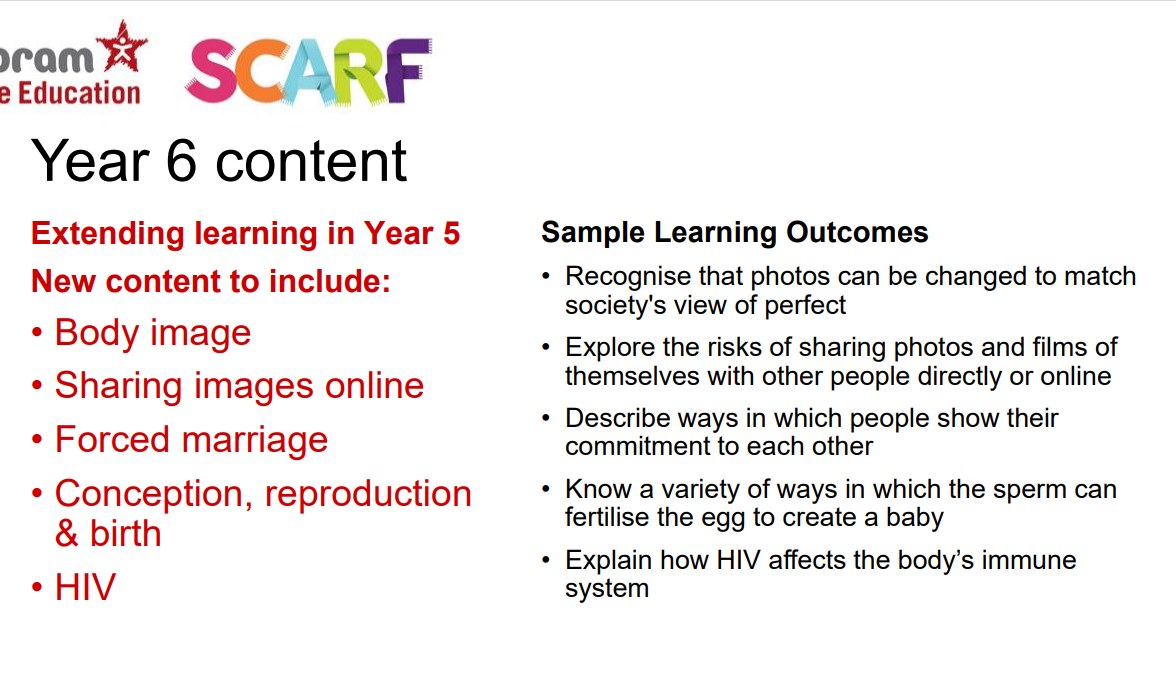 oram
e Education
SCARF
Year 6 content
Extending learning in Year 5
New content to include:
• Body image
• Sharing images online
• Forced marriage
• Conception, reproduction
& birth
• HIV
Sample Learning Outcomes
• Recognise that photos can be changed to match
society's view of perfect
• Explore the risks of sharing photos and films of
themselves with other people directly or online
• Describe ways in which people show their
commitment to each other
• Know a variety of ways in which the sperm can
fertilise the egg to create a baby
• Explain how HIV affects the body’s immune
system